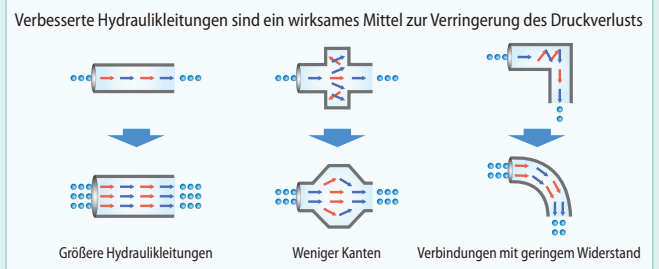 Verbesserte Hydraulikleitungen sind ein wirksames Mittel zur Verringerung des Druckverlusts
Größere Hydraulikleitungen
Weniger Kanten
Verbindungen mit geringem Widerstand